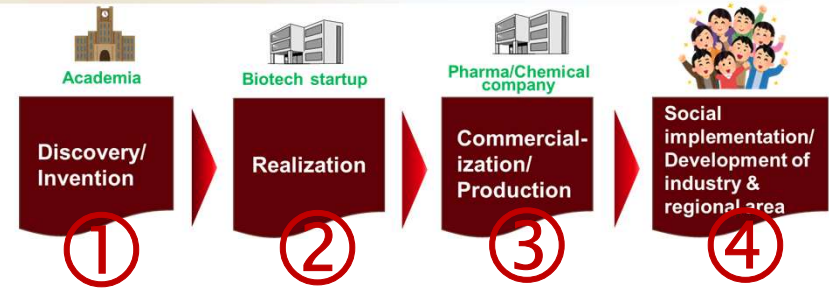 Academia
Discovery/
Invention
①
Biotech startup
Realization
②
Pharma/Chemical
company
Commercial-
ization/
Production
③
Social
implementation/
Development of
industry &
regional area
④